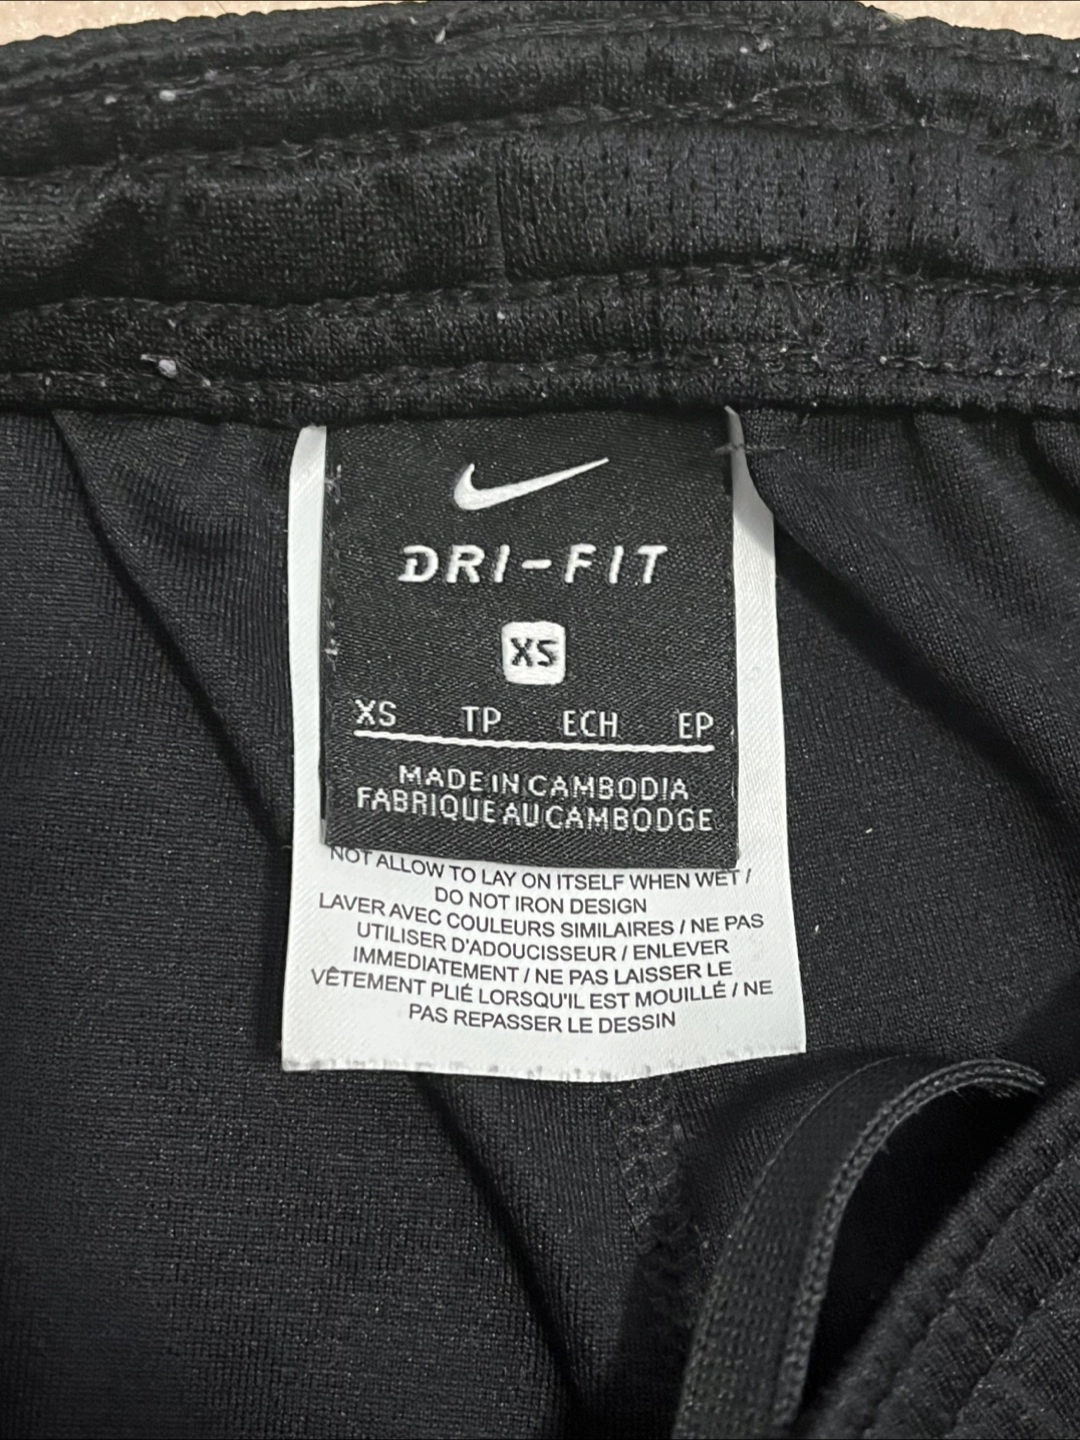 DRI-FIT
XS
XS TP ECH EP
MADE IN CAMBODIA
FABRIQUE AU CAMBODGE
NOT ALLOW TO LAY ON ITSELF WHEN WET /
DO NOT IRON DESIGN
LAVER AVEC COULEURS SIMILAIRES / NE PAS
UTILISER D'ADOUCISSEUR / ENLEVER
IMMEDIATEMENT / NE PAS LAISSER LE
VÊTEMENT PLIÉ LORSQU'IL EST MOUILLÉ / NE
PAS REPASSER LE DESSIN